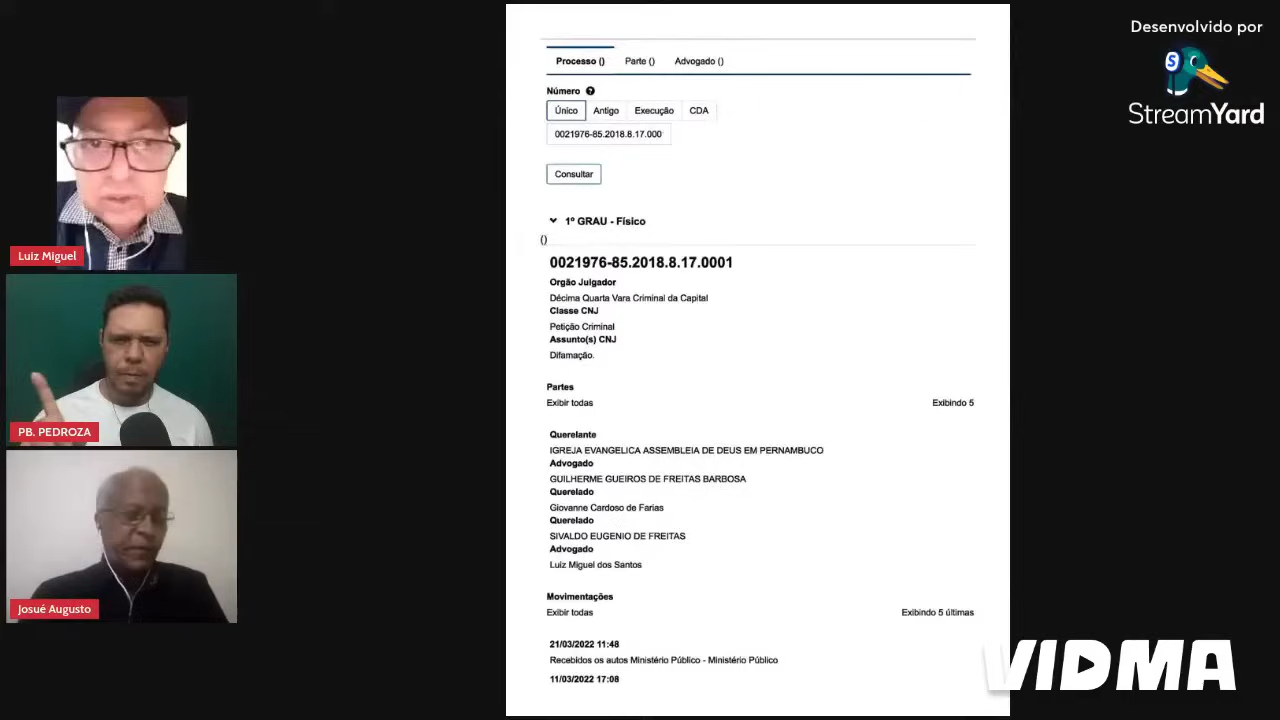 Desenvolvido por
StreamYard
Luiz Miguel
PB. PEDROZA
Josué Augusto
Processo ()
Parte ()
Advogado ()
Número
Único
Antigo
Execução
CDA
0021976-85.2018.8.17.000
Consultar
1º GRAU - Físico
()
0021976-85.2018.8.17.0001
Orgão Julgador
Décima Quarta Vara Criminal da Capital
Classe CNJ
Petição Criminal
Assunto(s) CNJ
Difamação.
Partes
Exibir todas
Exibindo 5
Querelante
IGREJA EVANGELICA ASSEMBLEIA DE DEUS EM PERNAMBUCO
Advogado
GUILHERME GUEIROS DE FREITAS BARBOSA
Querelado
Giovanne Cardoso de Farias
Querelado
SIVALDO EUGENIO DE FREITAS
Advogado
Luíz Miguel dos Santos
Movimentações
Exibir todas
Exibindo 5 últimas
21/03/2022 11:48
Recebidos os autos Ministério Público - Ministério Público
11/03/2022 17:08
VIDMA